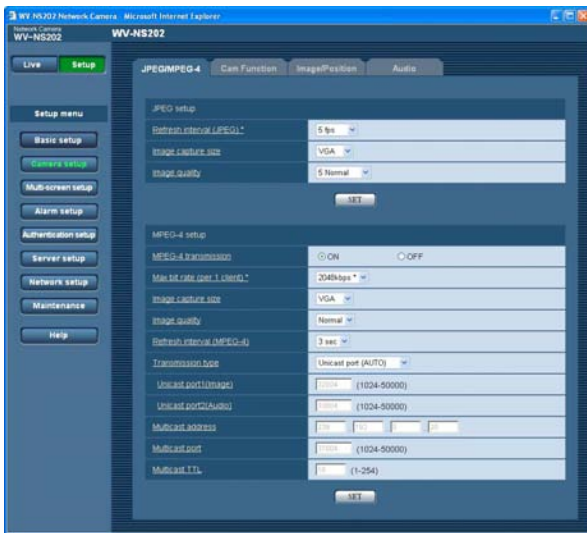 WV-NS202 Network Camera - Microsoft Internet Explorer
Network Camera
WV-NS202
WV-NS202
Live Setup
JPEG/MPEG-4 Cam Function Image/Position Audio
Setup menu
Basic setup
Camera setup
Multi-screen setup
Alarm setup
Authentication setup
Server setup
Network setup
Maintenance
Help
JPEG setup
Refresh interval (JPEG) * 5 fps
Image capture size VGA
Image quality 5 Normal
SET
MPEG-4 setup
MPEG-4 transmission ON OFF
Max bit rate (per 1 client) * 2048kbps *
Image capture size VGA
Image quality Normal
Refresh interval (MPEG-4) 3 sec
Transmission type Unicast port (AUTO)
Unicast port1(Image) (1024-50000)
Unicast port2(Audio) (1024-50000)
Multicast address
Multicast port (1024-50000)
Multicast TTL (1-254)
SET